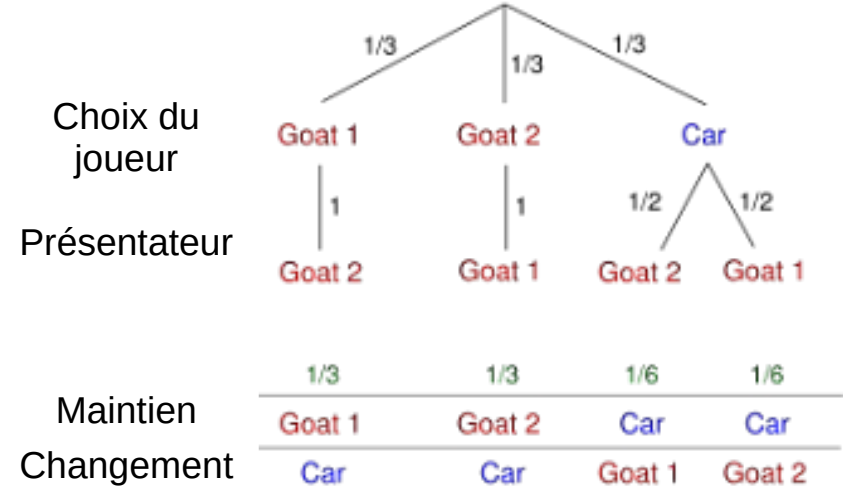 1/3 1/3 1/3
Choix du
joueur
Goat 1 Goat 2 Car
1 1 1/2 1/2
Présentateur
Goat 2 Goat 1 Goat 2 Goat 1
1/3 1/3 1/6 1/6
Maintien Goat 1 Goat 2 Car Car
Changement Car Car Goat 1 Goat 2